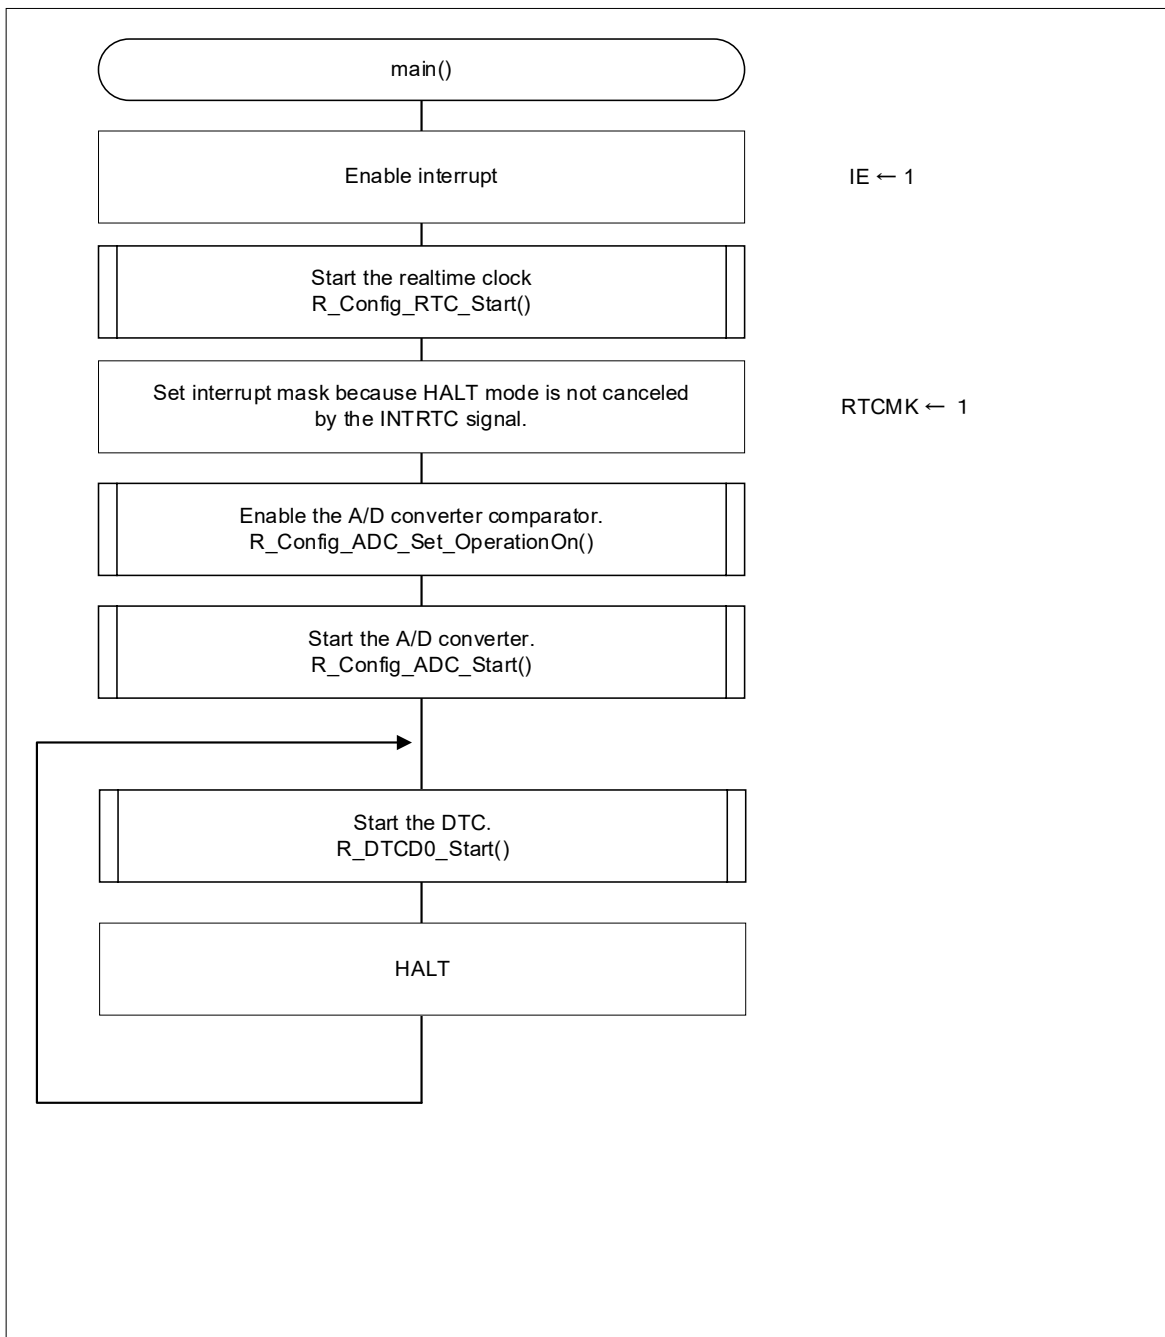 main()
Enable interrupt
IE ← 1
Start the realtime clock
R_Config_RTC_Start()
Set interrupt mask because HALT mode is not canceled
by the INTRTC signal.
RTCMK ← 1
Enable the A/D converter comparator.
R_Config_ADC_Set_OperationOn()
Start the A/D converter.
R_Config_ADC_Start()
Start the DTC.
R_DTCD0_Start()
HALT